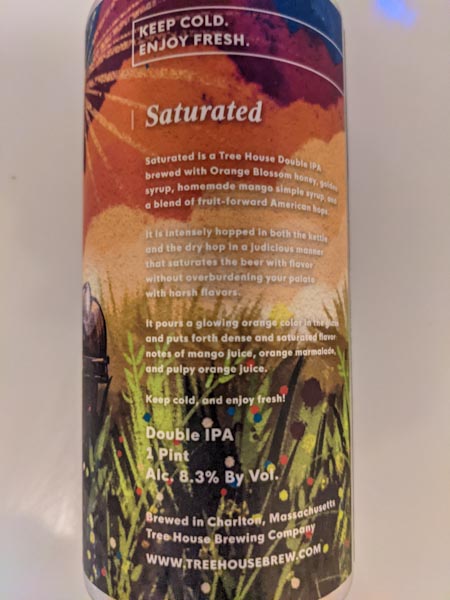 KEEP COLD.
ENJOY FRESH.
Saturated
Saturated is a Tree House Double IPA
brewed with Orange Blossom honey, golden
syrup, homemade mango simple syrup, and
a blend of fruit-forward American hops.
It is intensely hopped in both the kettle
and the dry hop in a judicious manner
that saturates the beer with flavor
without overburdening your palate
with harsh flavors.
It pours a glowing orange color in the glass
and puts forth dense and saturated flavor
notes of mango juice, orange marmalade,
and pulpy orange juice.
Keep cold, and enjoy fresh!
Double IPA
1 Pint
Alc. 8.3% By Vol.
Brewed in Charlton, Massachusetts
Tree House Brewing Company
WWW.TREEHOUSEBREW.COM